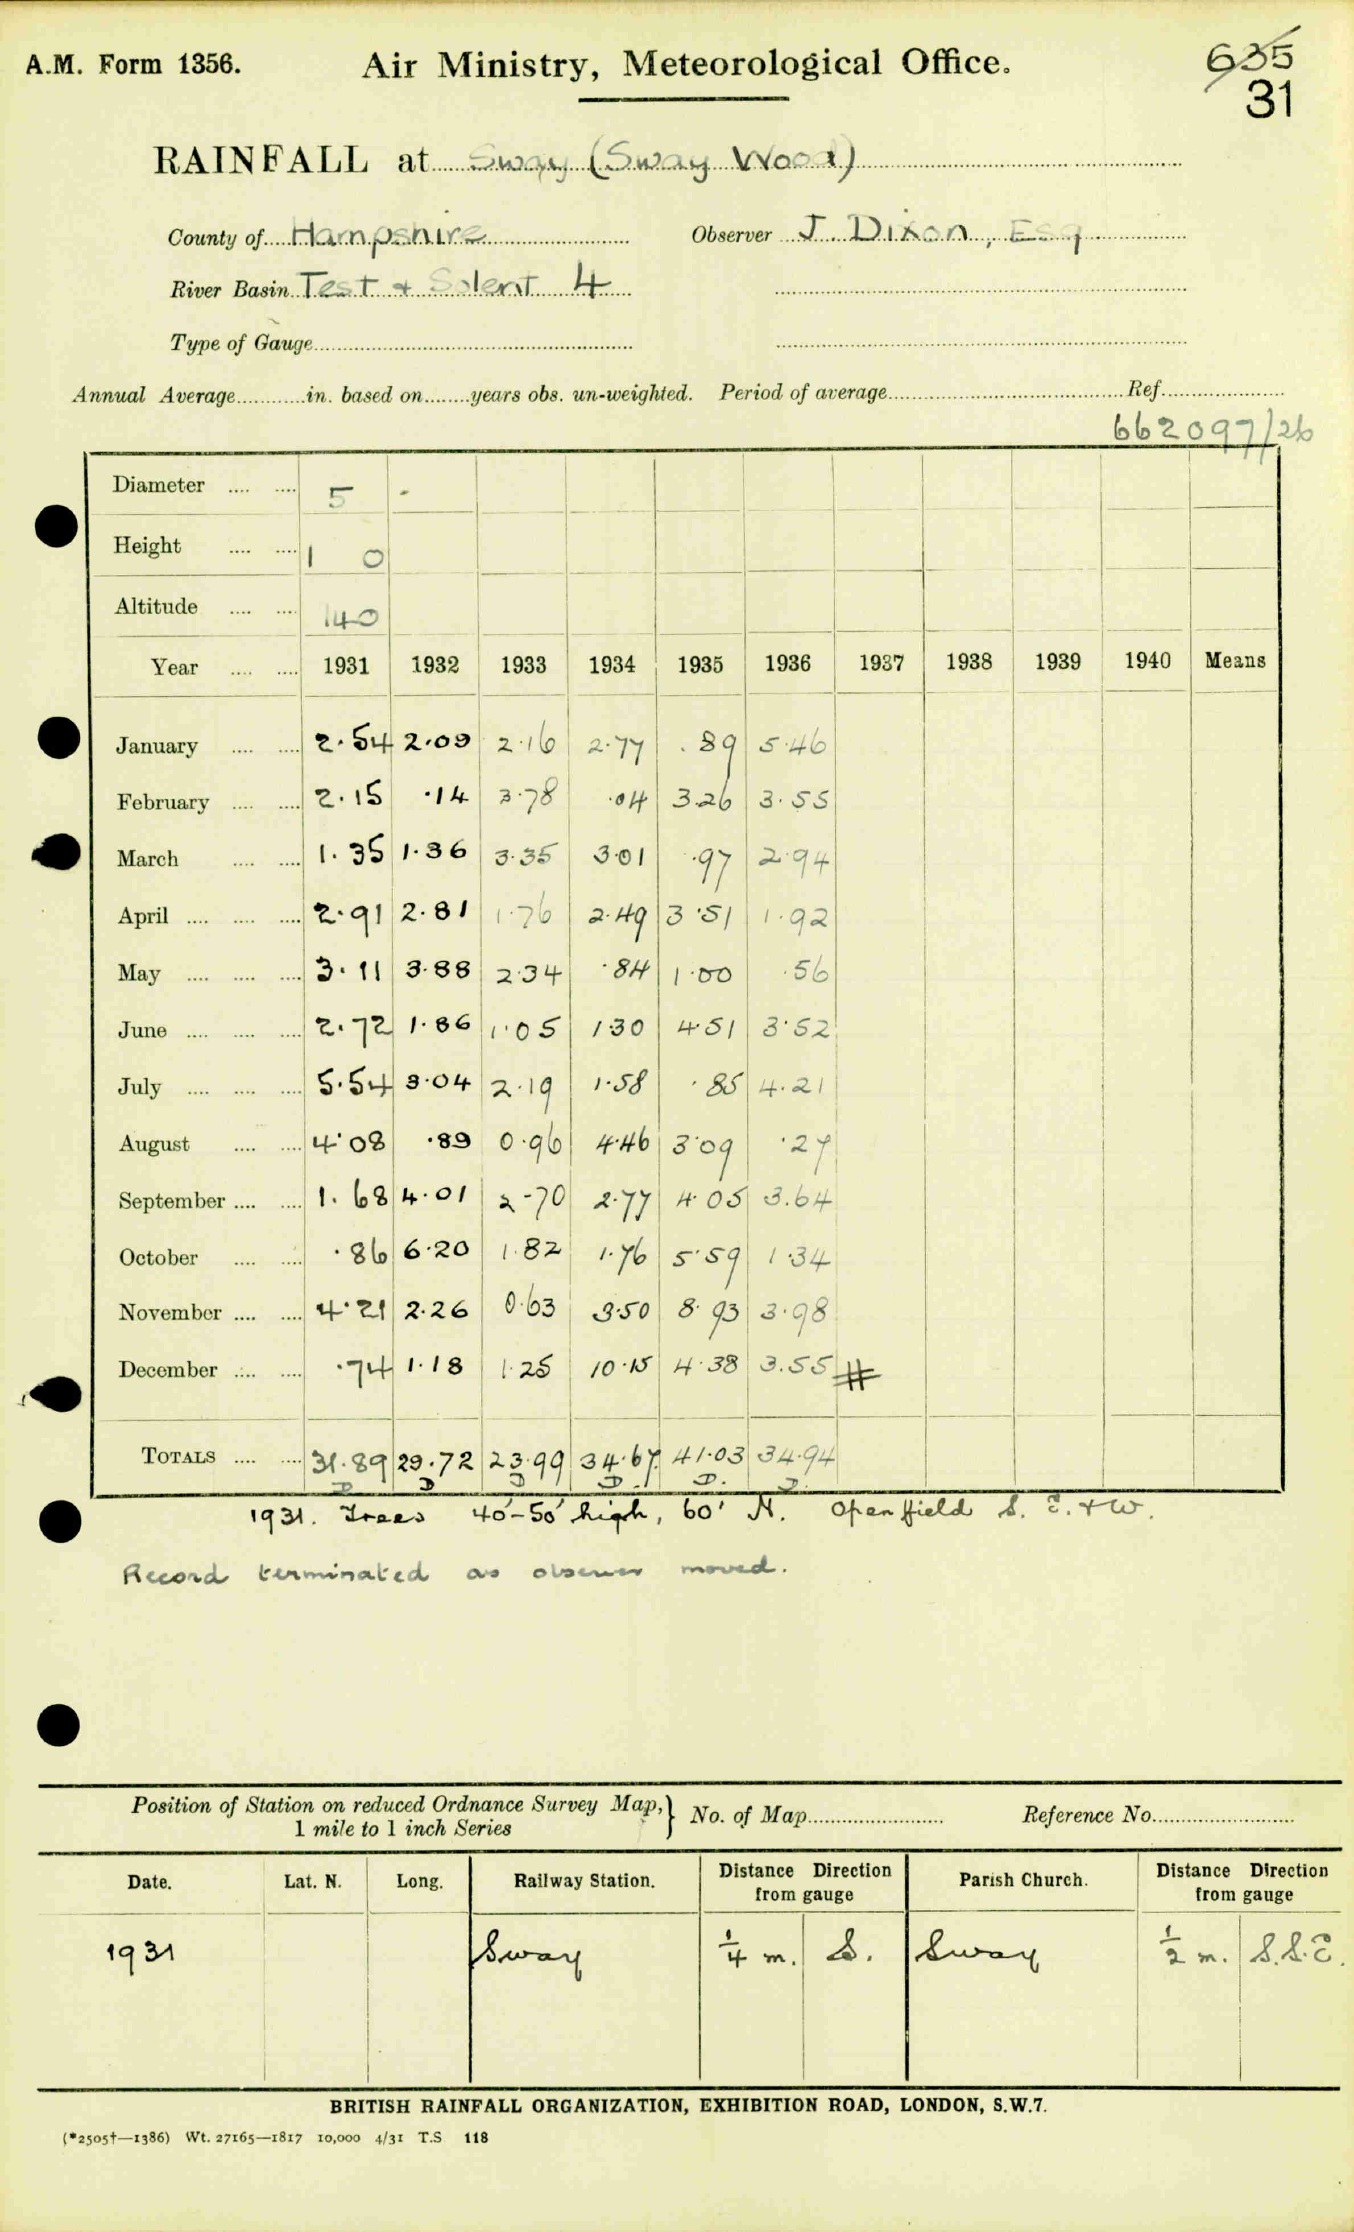 A.M. Form 1356.
Air Ministry, Meteorological Office.
635
31
RAINFALL at Sway (Sway Wood)
County of Hampshire Observer J. Dixon, Esq
River Basin Test + Solent 4
Type of Gauge
Annual Average in. based on years obs. un-weighted. Period of average Ref.
662097/26
Diameter 5
Height 1 0
Altitude 140
Year 1931 1932 1933 1934 1935 1936 1937 1938 1939 1940 Means
January 2.54 2.09 2.16 2.77 .89 5.46
February 2.15 .14 3.78 .04 3.26 3.55
March 1.35 1.36 3.35 3.01 .97 2.94
April 2.91 2.81 1.76 2.49 3.51 1.92
May 3.11 3.88 2.34 .84 1.00 .56
June 2.72 1.86 1.05 1.30 4.51 3.52
July 5.54 3.04 2.19 1.58 .85 4.21
August 4.08 .89 0.96 4.46 3.09 .27
September 1.68 4.01 2.70 2.77 4.05 3.64
October .86 6.20 1.82 1.76 5.59 1.34
November 4.21 2.26 0.63 3.50 8.93 3.98
December .74 1.18 1.25 10.15 4.38 3.55 #
TOTALS 31.89 29.72 23.99 34.67 41.03 34.94
D D D D. D. D.
1931. Trees 40'-50' high, 60' N. Open field S. E. + W.
Record terminated as observer moved.
Position of Station on reduced Ordnance Survey Map, } No. of Map Reference No.
1 mile to 1 inch Series
Date. Lat. N. Long. Railway Station. Distance Direction from gauge Parish Church. Distance Direction from gauge
1931 Sway 1/4 m. S. Sway 1/2 m. S.S.E.
BRITISH RAINFALL ORGANIZATION, EXHIBITION ROAD, LONDON, S.W.7.
(*2505†—1386) Wt. 27165—1817 10,000 4/31 T.S 118